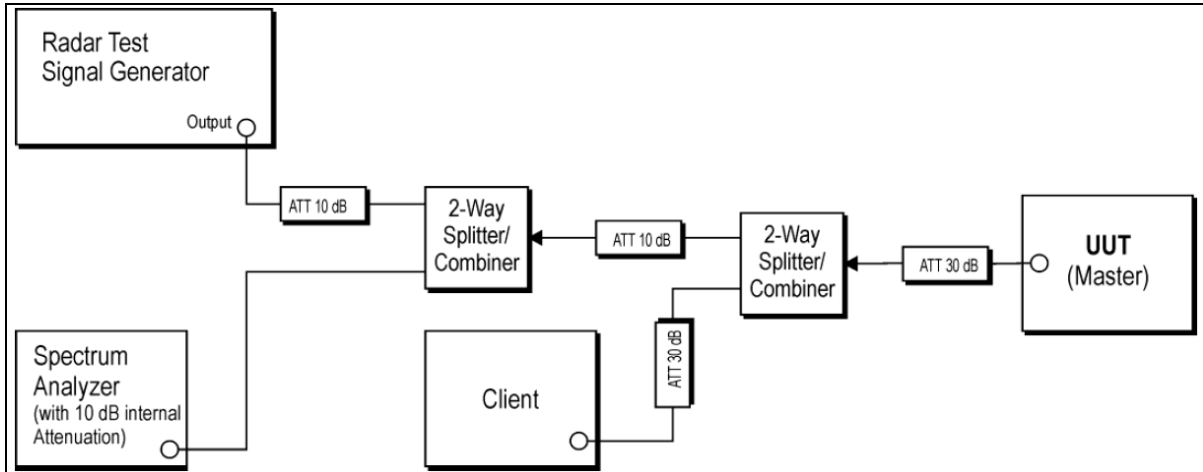 Radar Test
Signal Generator
Output
ATT 10 dB
2-Way
Splitter/
Combiner
ATT 10 dB
2-Way
Splitter/
Combiner
ATT 30 dB
UUT
(Master)
ATT 30 dB
Spectrum
Analyzer
(with 10 dB internal
Attenuation)
Client